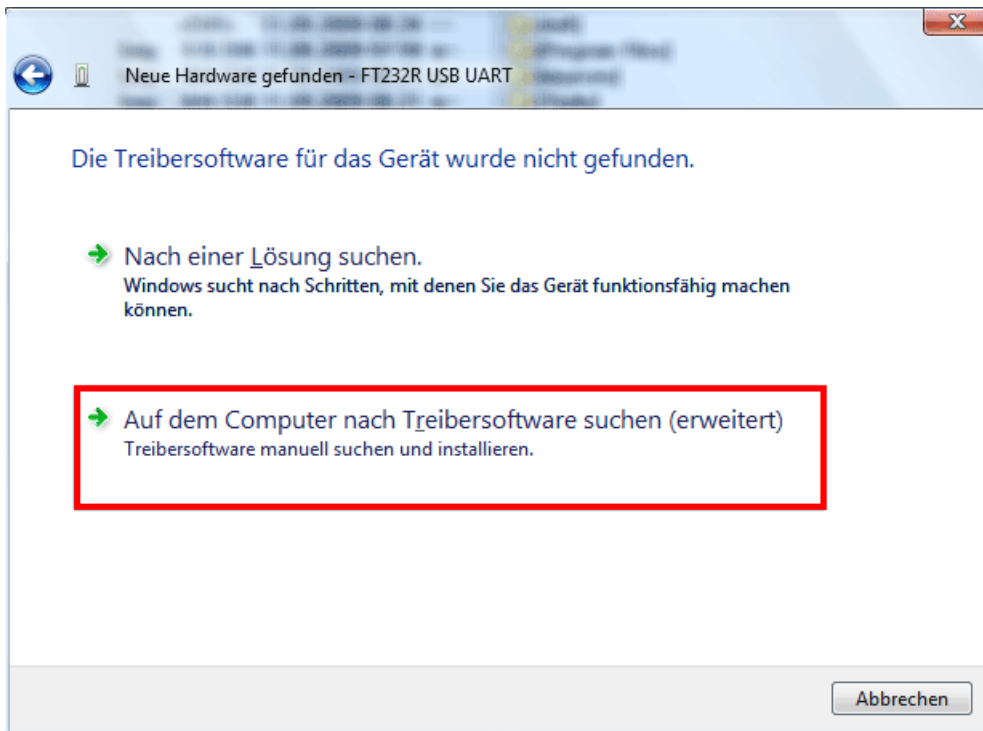 Neue Hardware gefunden - FT232R USB UART
Die Treibersoftware für das Gerät wurde nicht gefunden.
Nach einer Lösung suchen.
Windows sucht nach Schritten, mit denen Sie das Gerät funktionsfähig machen
können.
Auf dem Computer nach Treibersoftware suchen (erweitert)
Treibersoftware manuell suchen und installieren.
Abbrechen